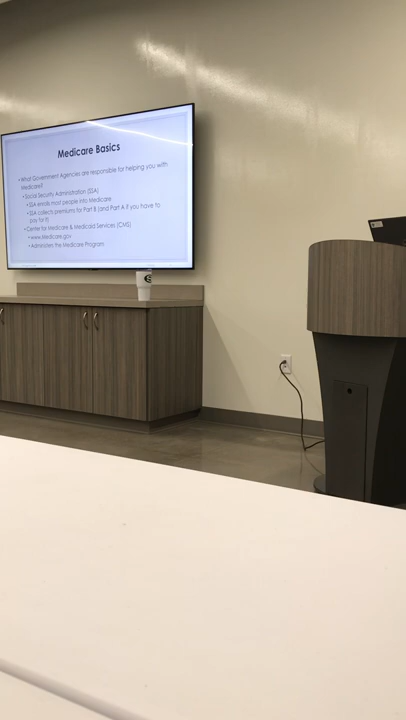 Medicare Basics
• What Government Agencies are responsible for helping you with
Medicare?
• Social Security Administration (SSA)
• SSA enrolls most people into Medicare
• SSA collects premiums for Part B (and Part A if you have to
pay for it)
• Center for Medicare & Medicaid Services (CMS)
• www.Medicare.gov
• Administers the Medicare Program